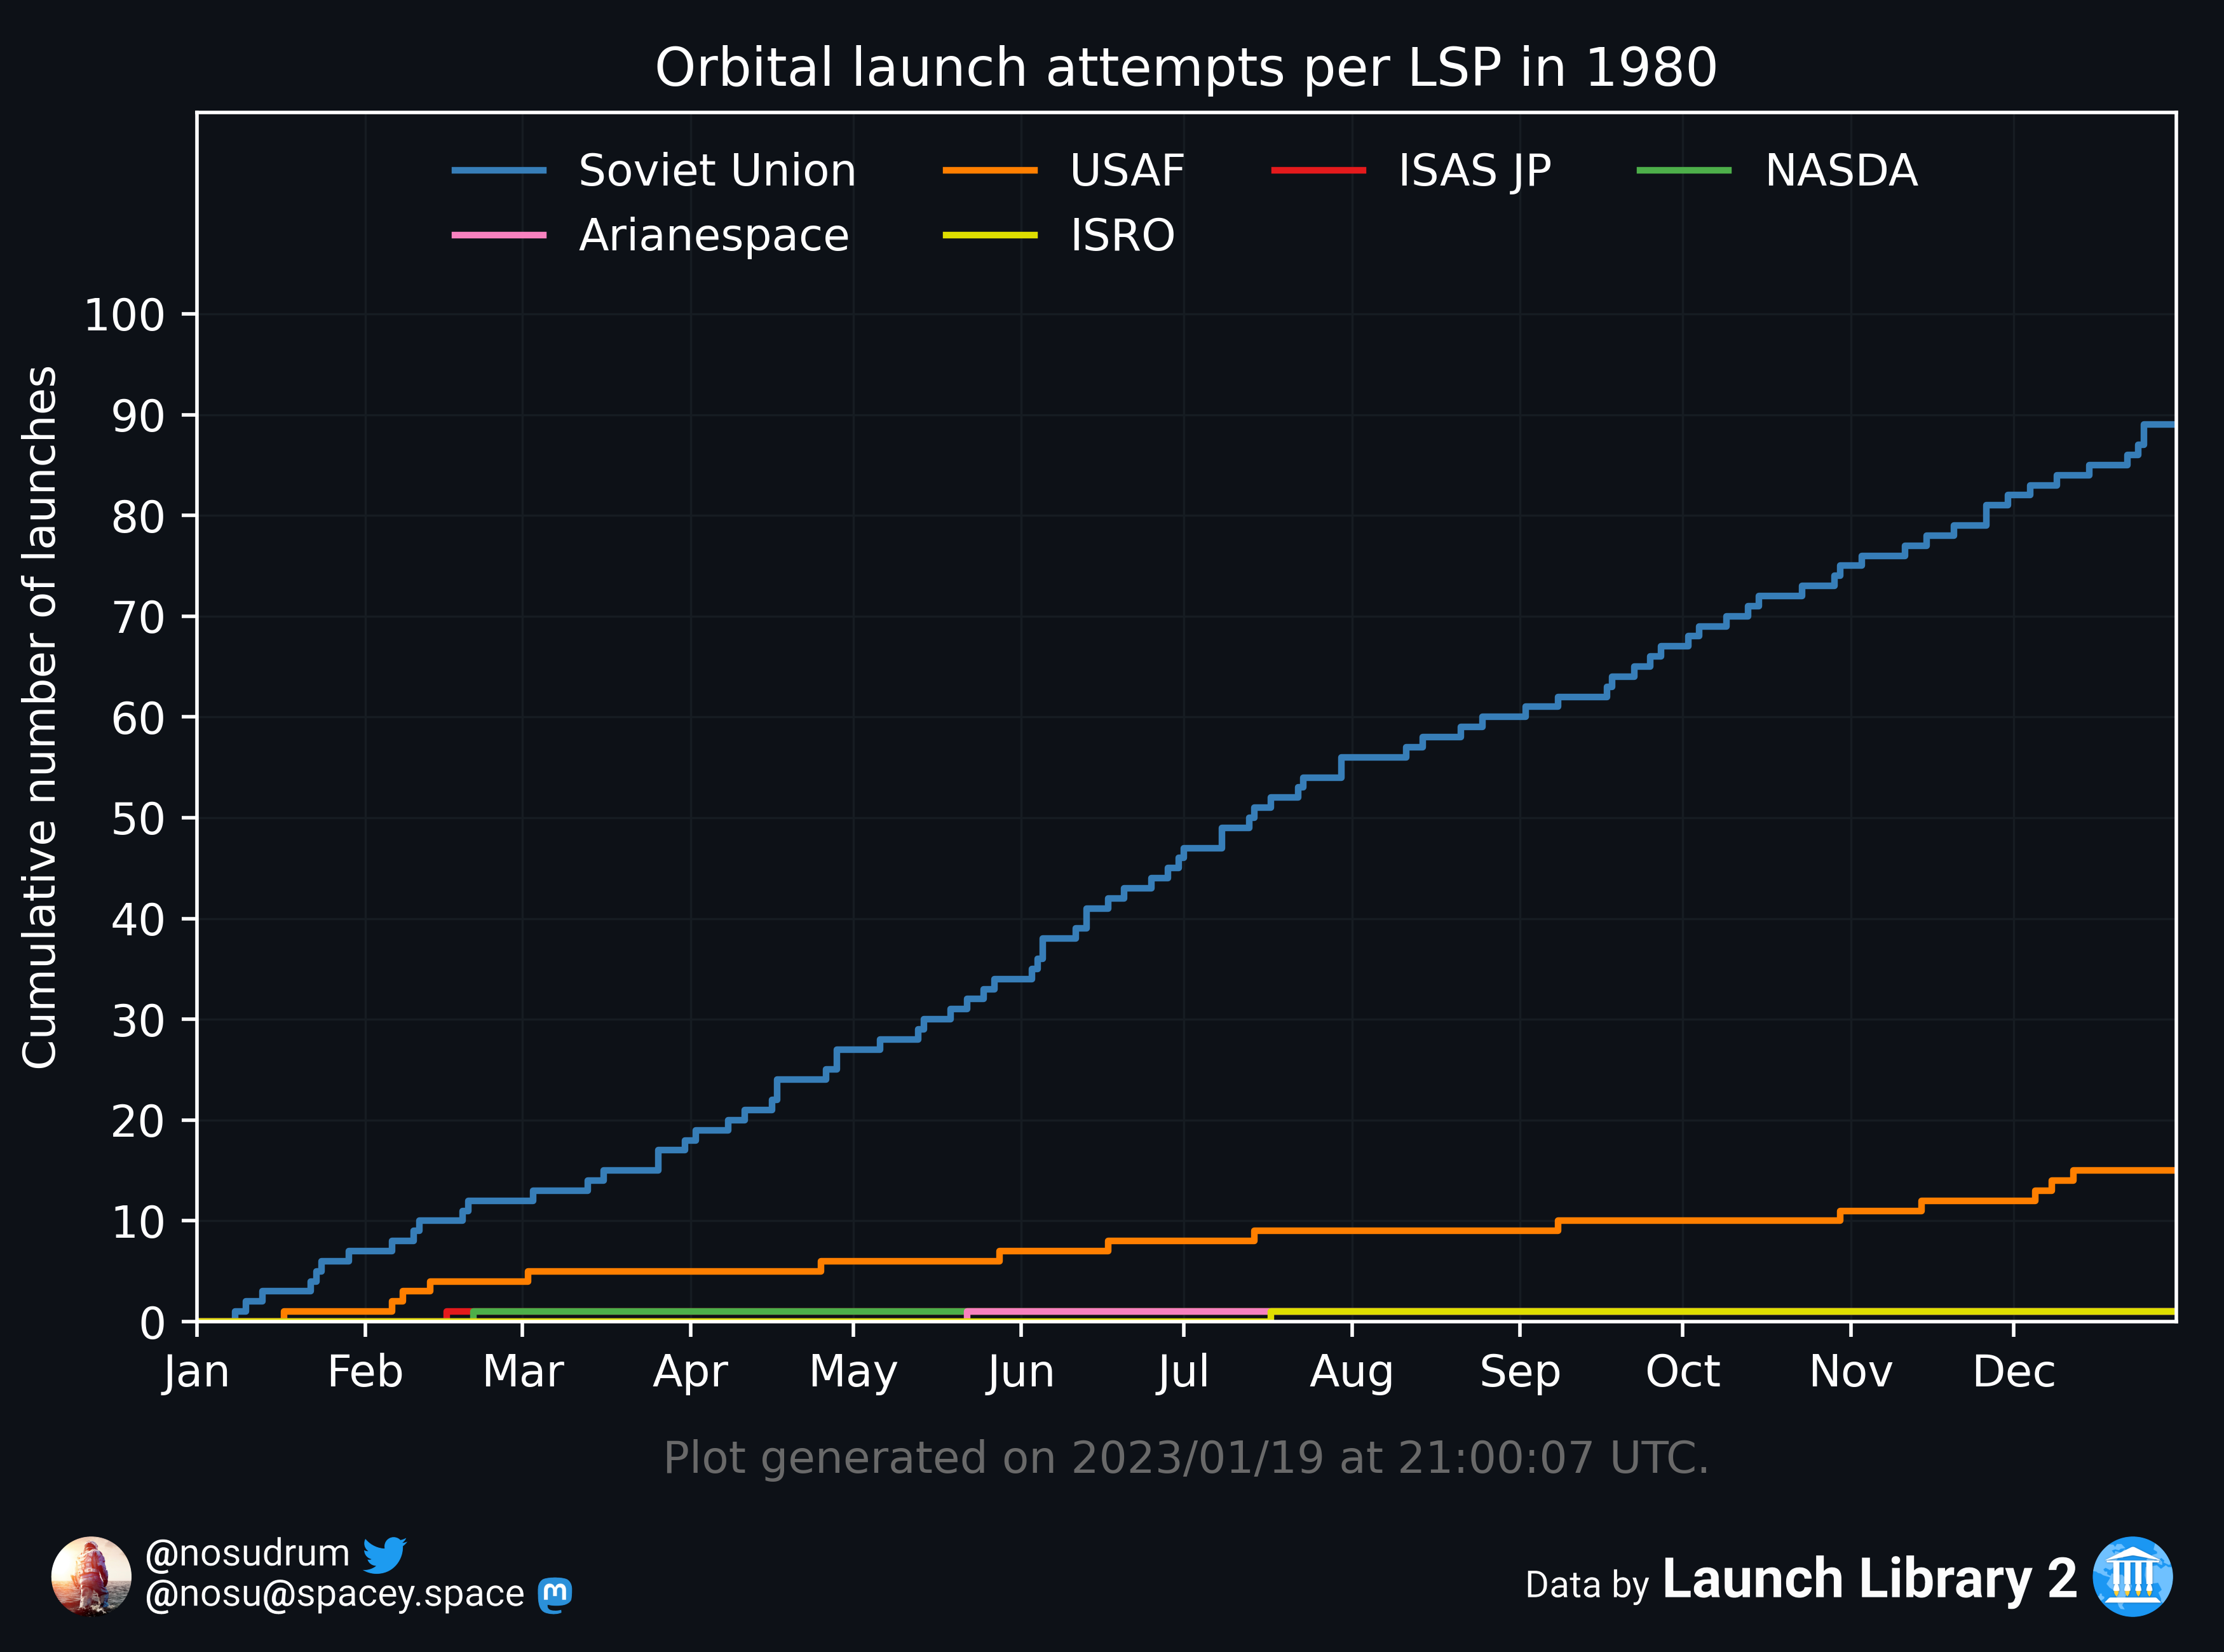 Orbital launch attempts per LSP in 1980
Soviet Union USAF ISAS JP NASDA
Arianespace ISRO
Cumulative number of launches
100
90
80
70
60
50
40
30
20
10
0
Jan Feb Mar Apr May Jun Jul Aug Sep Oct Nov Dec
Plot generated on 2023/01/19 at 21:00:07 UTC.
@nosudrum
@nosu@spacey.space
Data by Launch Library 2